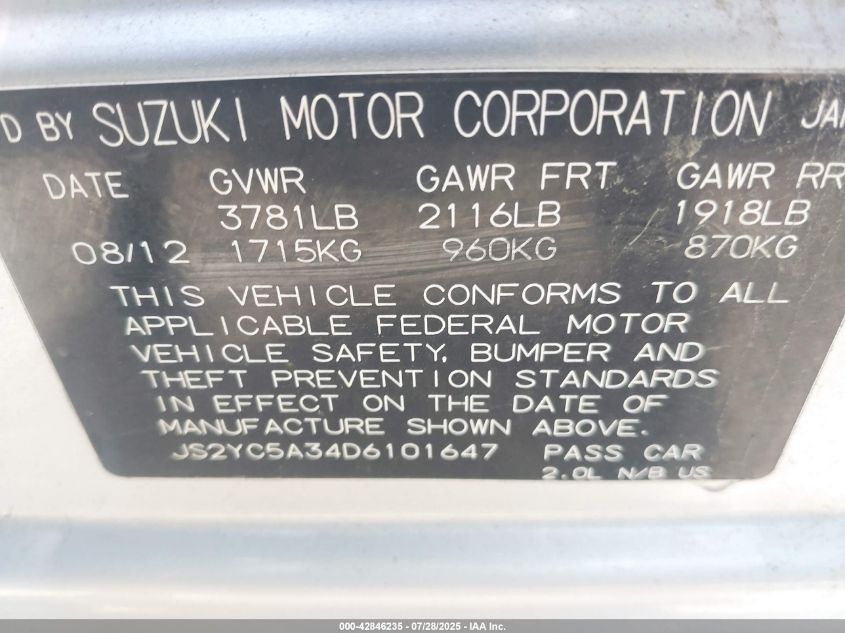 D BY SUZUKI MOTOR CORPORATION JA
DATE GVWR GAWR FRT GAWR RR
3781LB 2116LB 1918LB
08/12 1715KG 960KG 870KG
THIS VEHICLE CONFORMS TO ALL
APPLICABLE FEDERAL MOTOR
VEHICLE SAFETY, BUMPER AND
THEFT PREVENTION STANDARDS
IN EFFECT ON THE DATE OF
MANUFACTURE SHOWN ABOVE.
JS2YC5A34D6101647 PASS CAR
2.0L N/B US
000-42846235 - 07/28/2025 - IAA Inc.